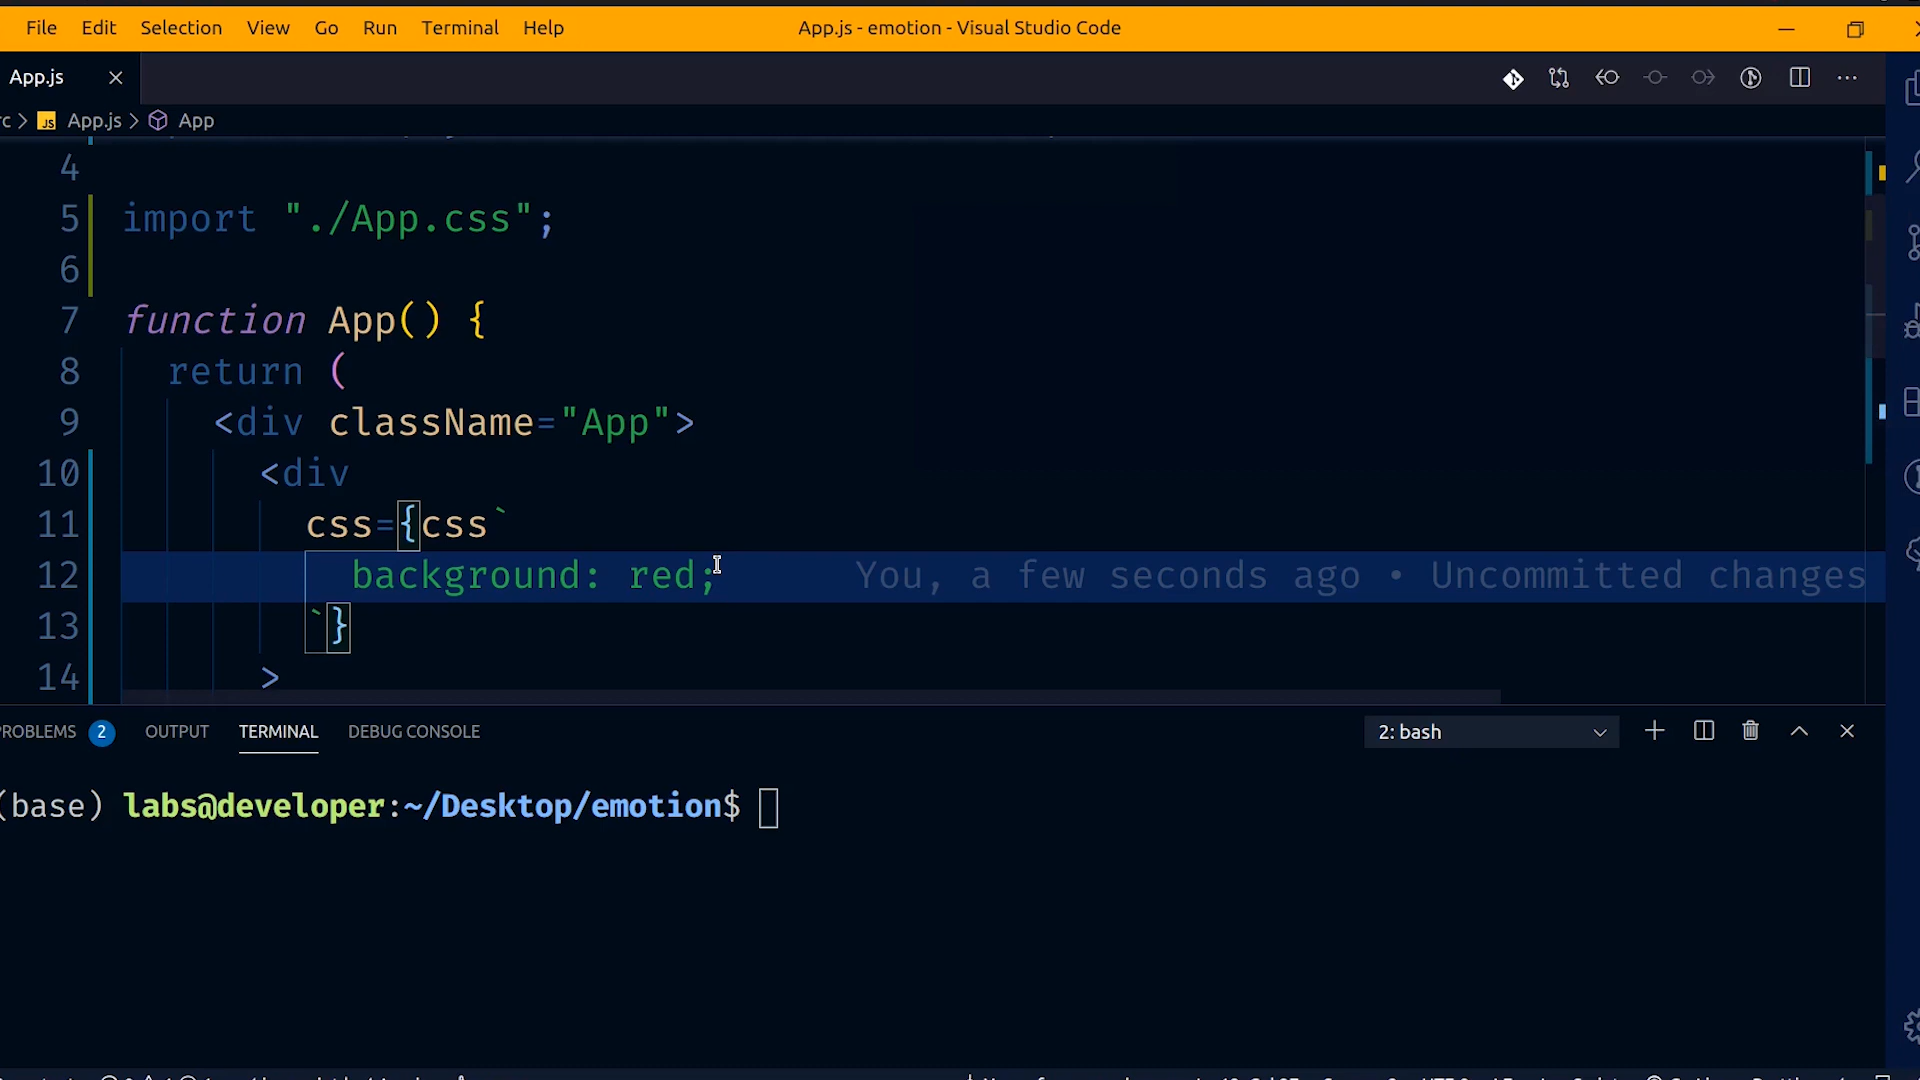 File Edit Selection View Go Run Terminal Help App.js - emotion - Visual Studio Code
App.js
App.js App
4
5 import "./App.css";
6
7 function App() {
8 return (
9 <div className="App">
10 <div
11 css={css`
12 background: red; You, a few seconds ago • Uncommitted changes
13 `}
14 >
2 OUTPUT TERMINAL DEBUG CONSOLE 2: bash
(base) labs@developer:~/Desktop/emotion$